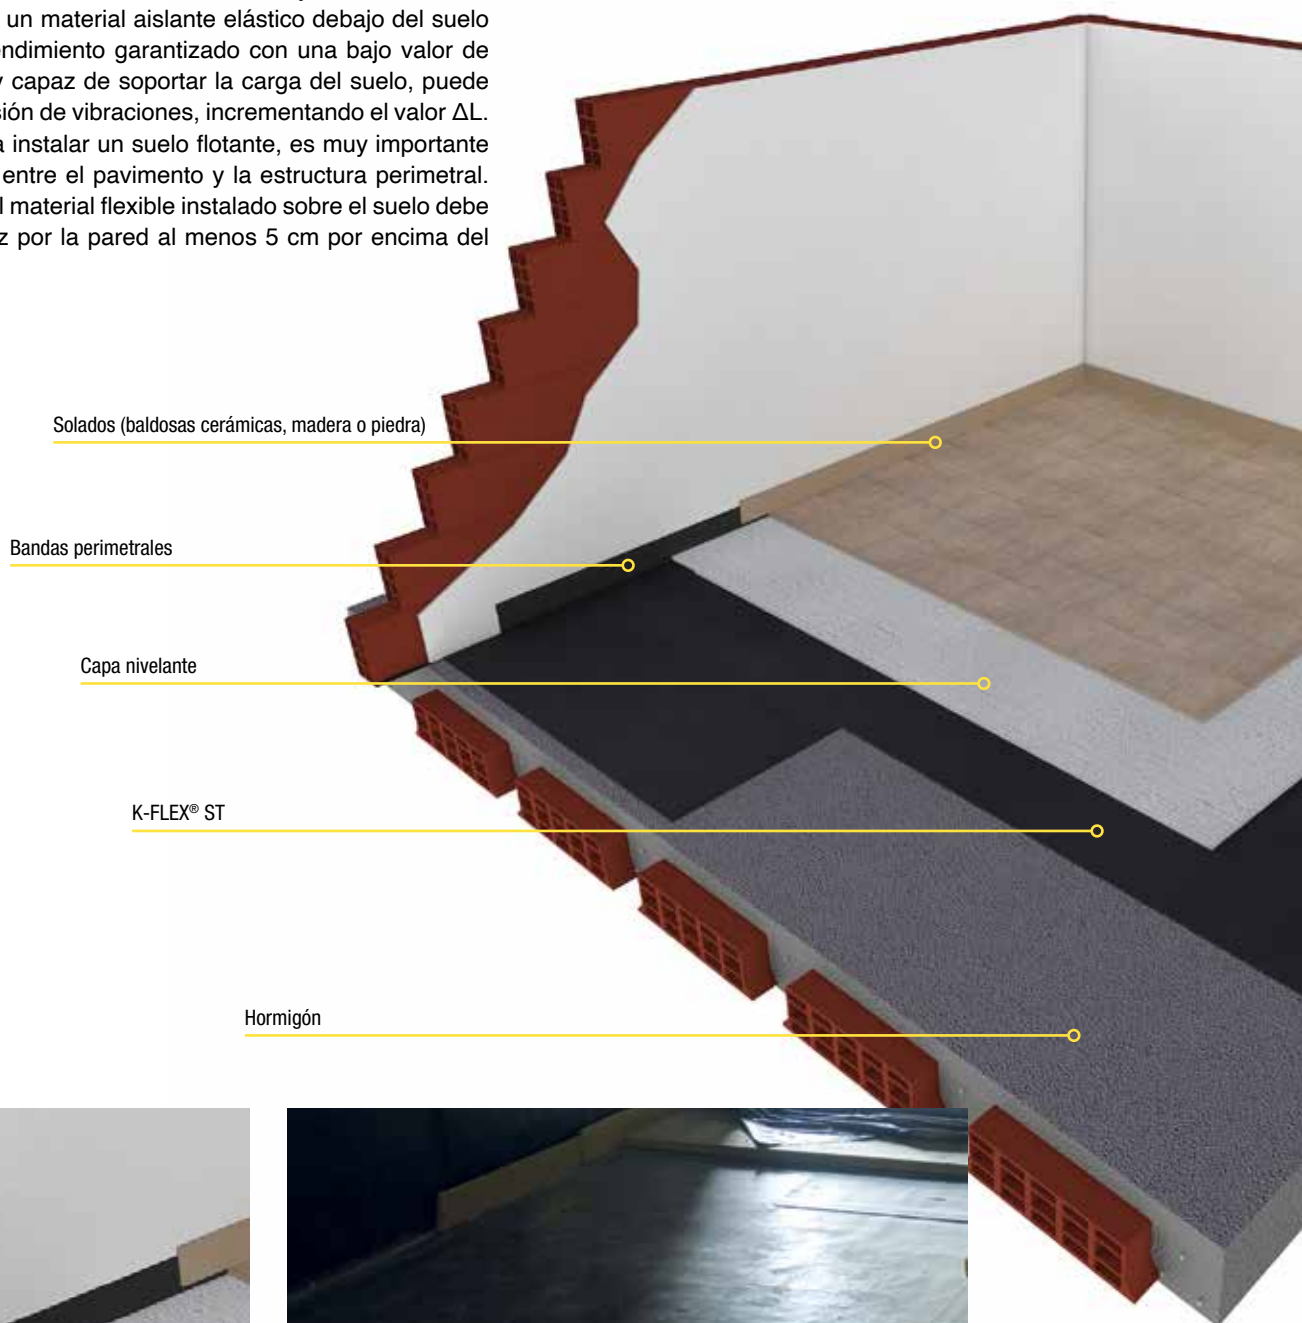 un material aislante elástico debajo del suelo
endimiento garantizado con una bajo valor de
capaz de soportar la carga del suelo, puede
sión de vibraciones, incrementando el valor ΔL.
a instalar un suelo flotante, es muy importante
entre el pavimento y la estructura perimetral.
l material flexible instalado sobre el suelo debe
z por la pared al menos 5 cm por encima del
Solados (baldosas cerámicas, madera o piedra)
Bandas perimetrales
Capa nivelante
K-FLEX® ST
Hormigón